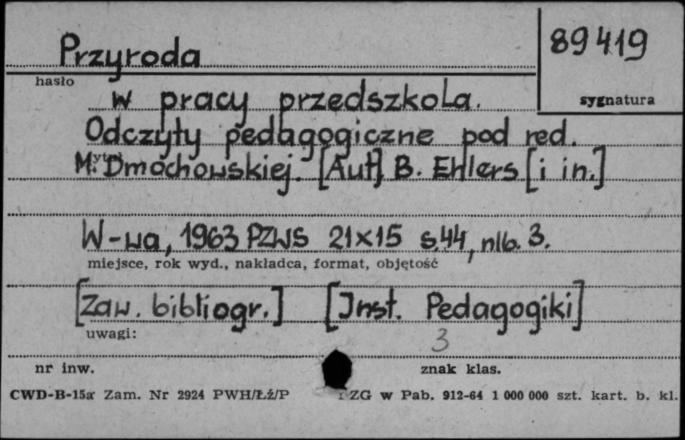 Przyroda
89419
hasło
sygnatura
w pracy przedszkola.
Odczyty pedagogiczne pod red.
M. Dmochowskiej. [Aut] B. Ehlers [i in.]
W-wa, 1963 PZWS 21x15 s.44, nlb. 3.
miejsce, rok wyd., nakładca, format, objętość
[Zaw. bibliogr.] [Inst. Pedagogiki]
uwagi:
3
nr inw. znak klas.
CWD-B-15a Zam. Nr 2924 PWH/Łź/P PZG w Pab. 912-64 1 000 000 szt. kart. b. kl.